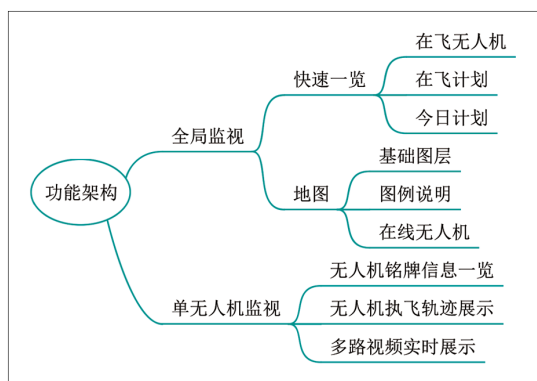 功能架构
全局监视
快速一览
在飞无人机
在飞计划
今日计划
地图
基础图层
图例说明
在线无人机
单无人机监视
无人机铭牌信息一览
无人机执飞轨迹展示
多路视频实时展示